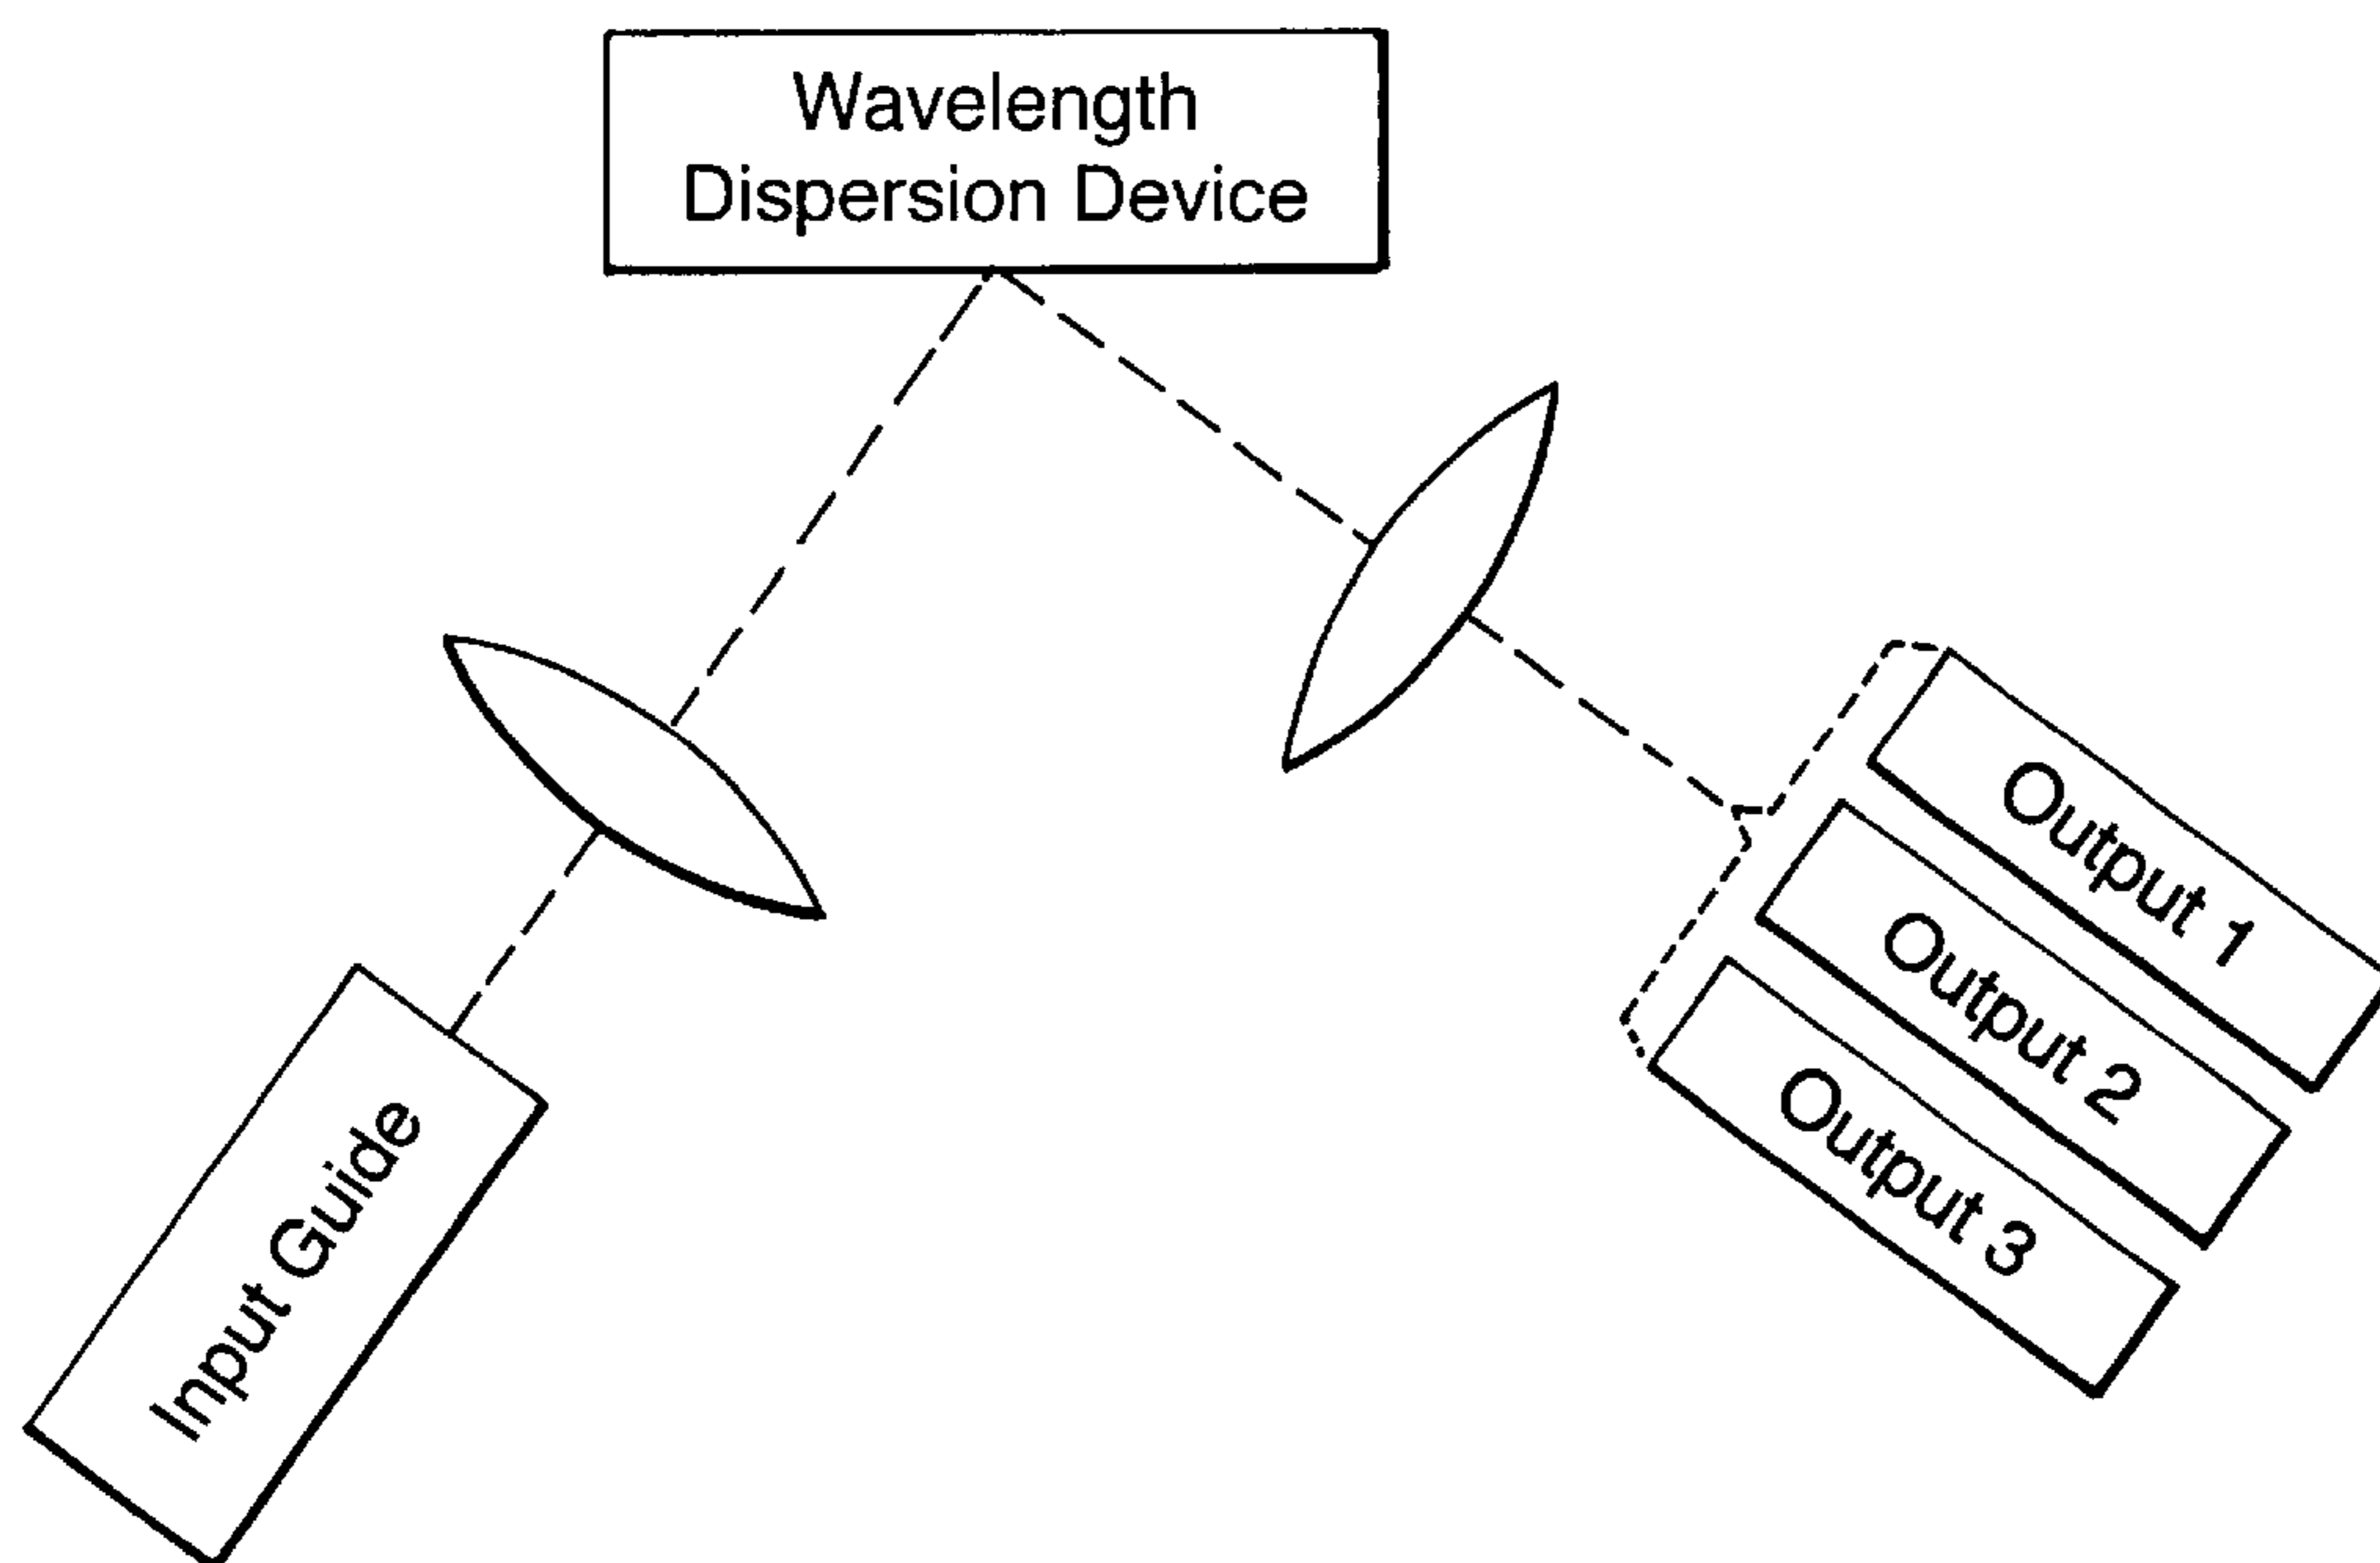 Wavelength
Dispersion Device
Output 1
Output 2
Output 3
Input Guide